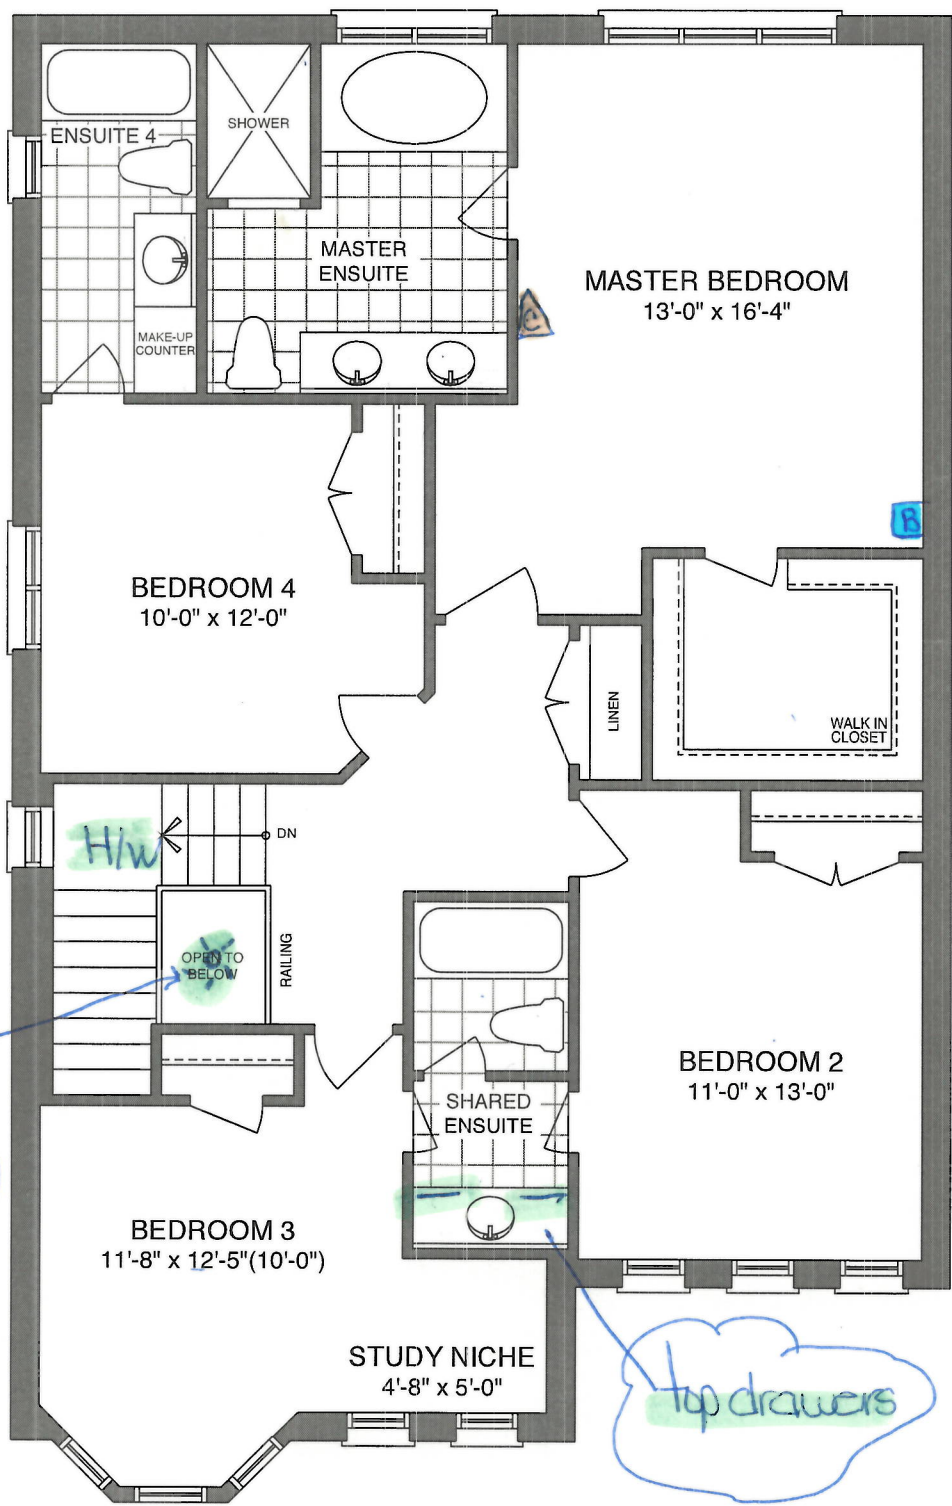 ENSUITE 4
SHOWER
MASTER
ENSUITE
MASTER BEDROOM
13'-0" x 16'-4"
C
MAKE-UP
COUNTER
B
BEDROOM 4
10'-0" x 12'-0"
LINEN
WALK IN
CLOSET
H/W
DN
OPEN TO
BELOW
RAILING
BEDROOM 2
11'-0" x 13'-0"
SHARED
ENSUITE
BEDROOM 3
11'-8" x 12'-5"(10'-0")
STUDY NICHE
4'-8" x 5'-0"
top drawers